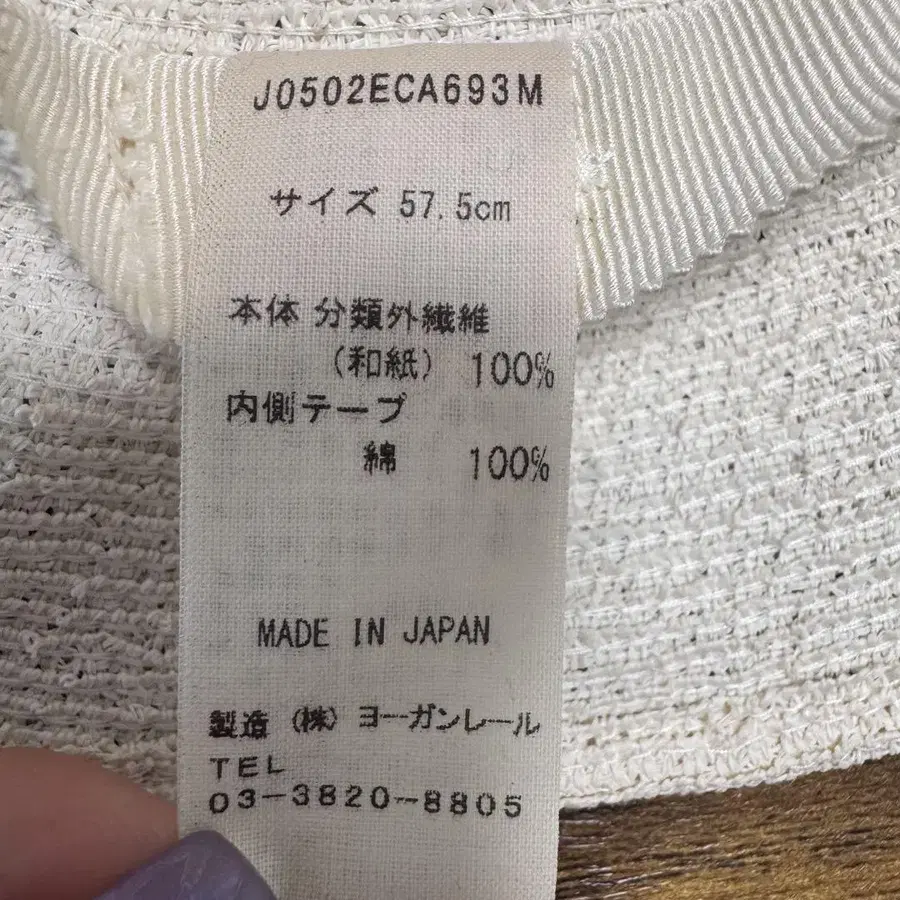 J0502ECA693M
サイズ 57.5cm
本体 分類外繊維
(和紙) 100%
内側テープ
綿 100%
MADE IN JAPAN
製造 (株) ヨーガンレール
TEL
03-3820-8805